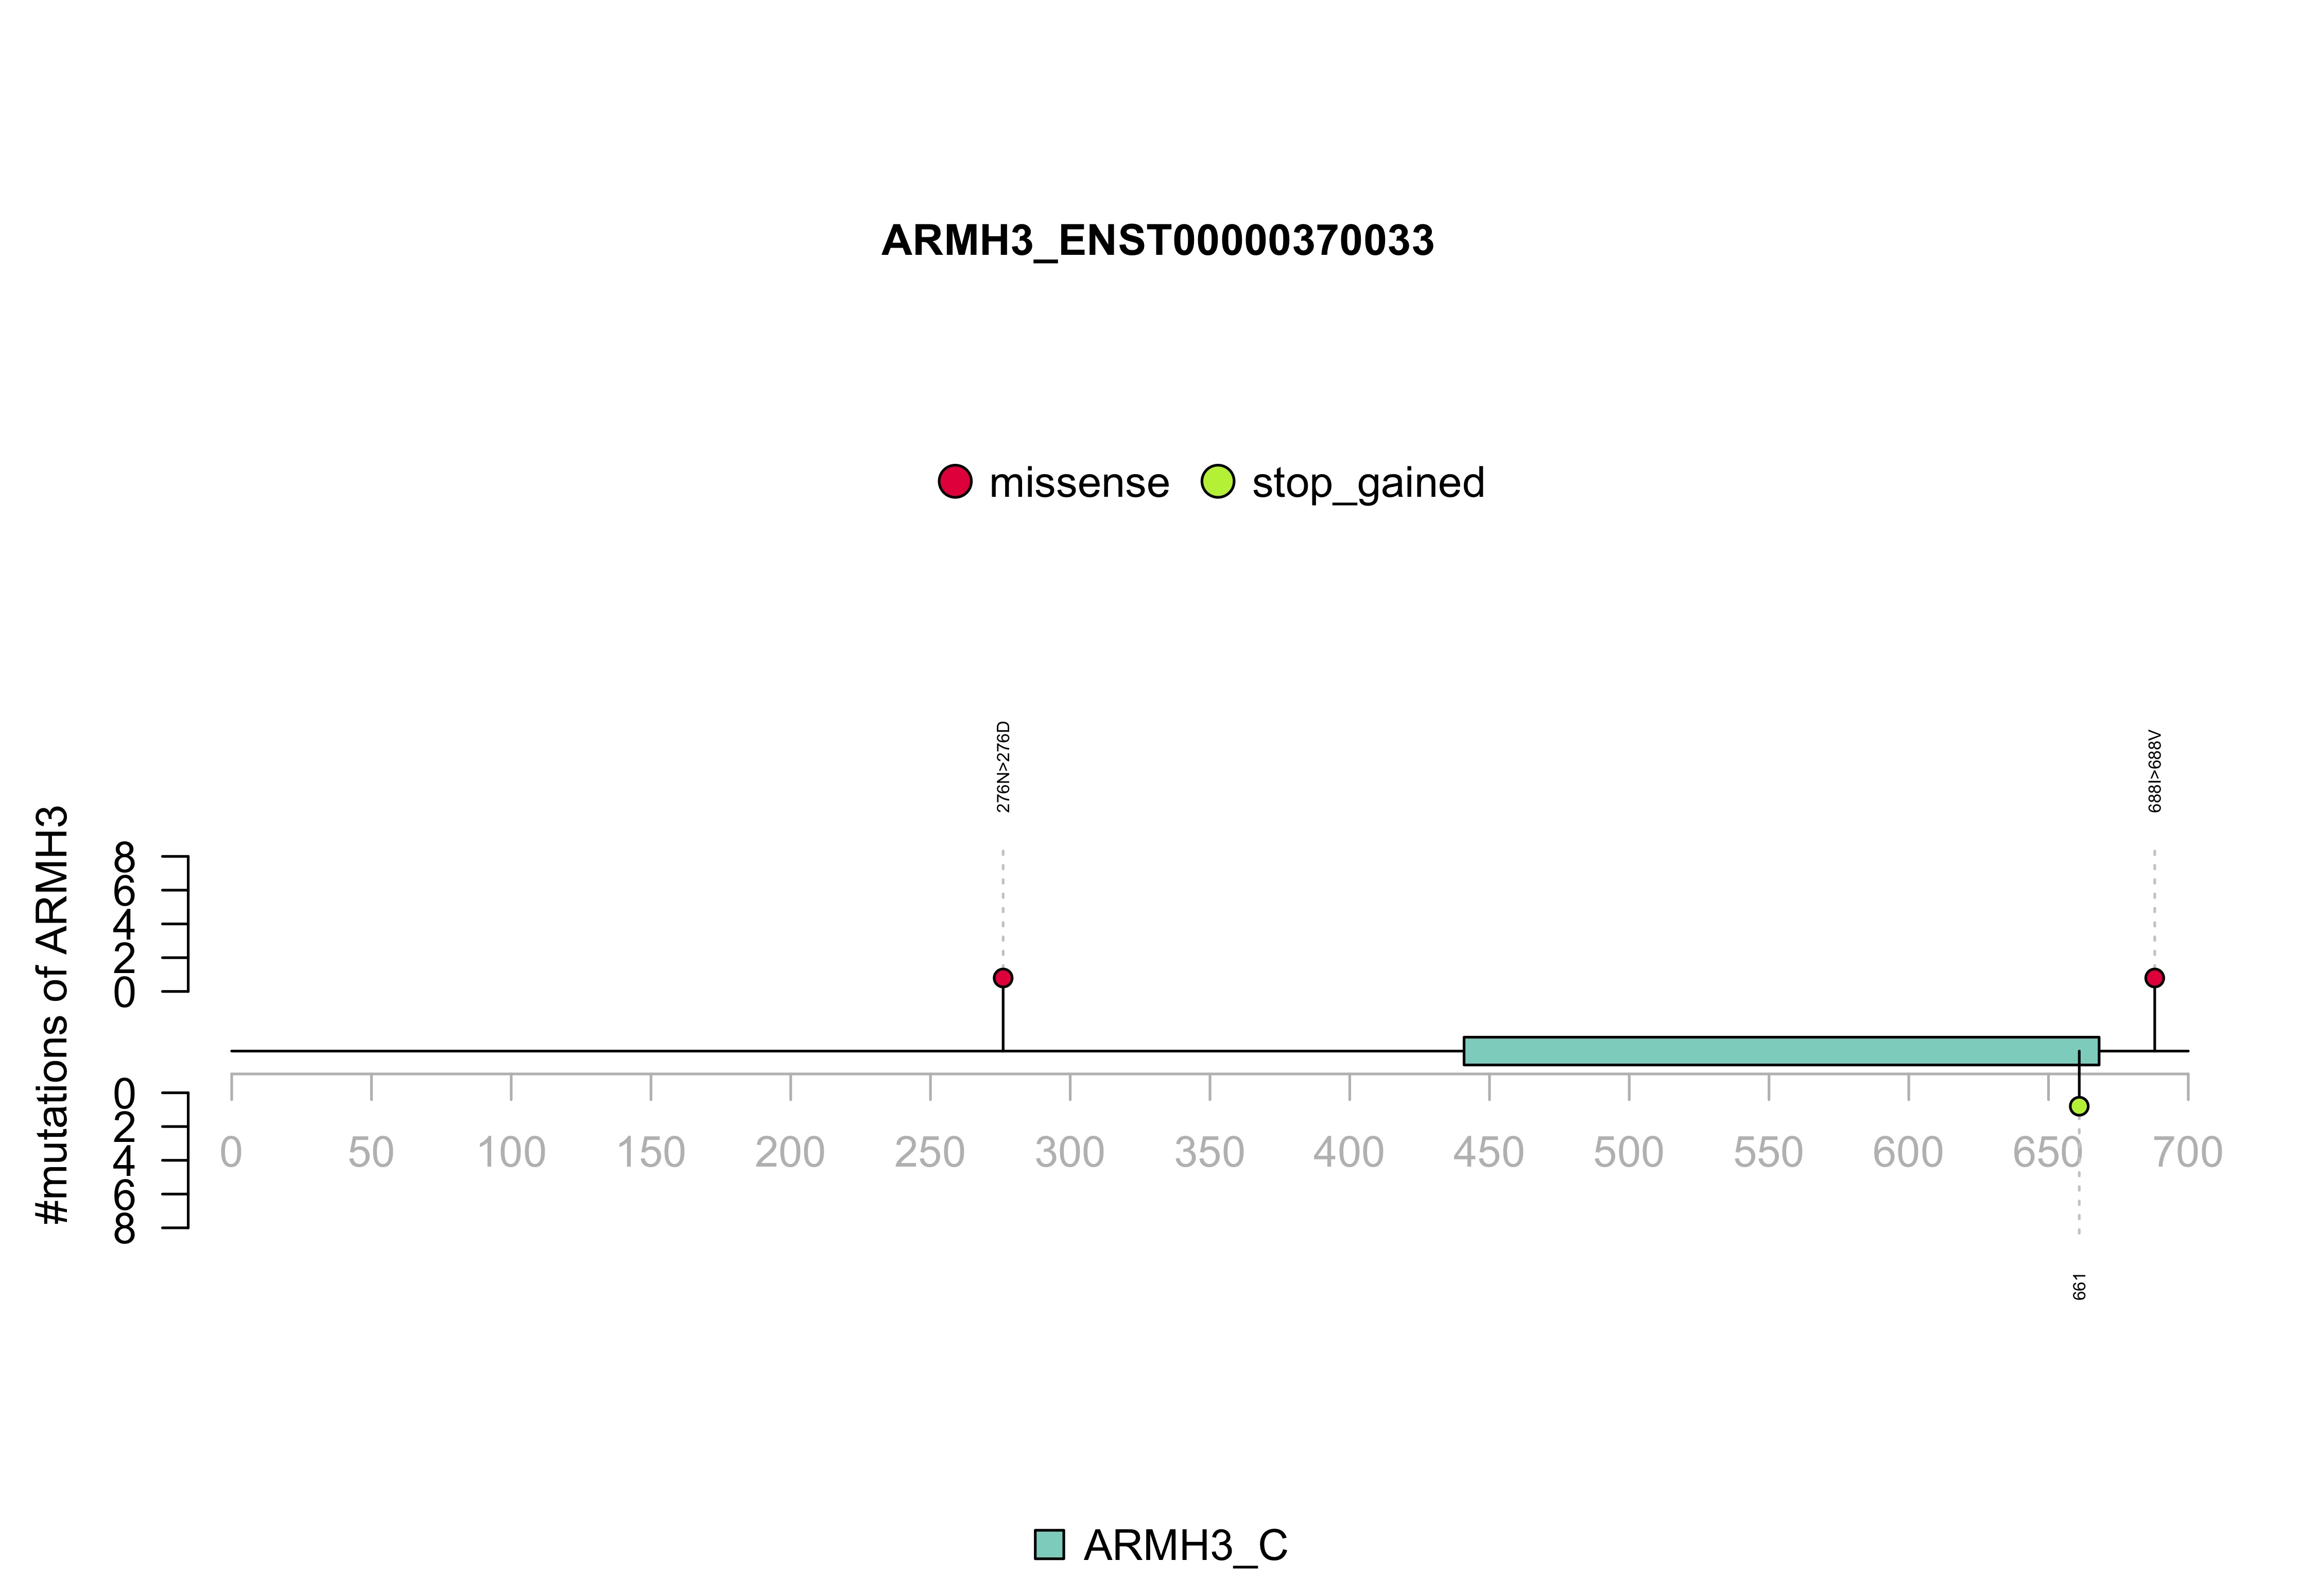 ARMH3_ENST00000370033
missense stop_gained
276N>276D
688I>688V
#mutations of ARMH3
8
6
4
2
0
0
2
4
6
8
0 50 100 150 200 250 300 350 400 450 500 550 600 650 700
661
ARMH3_C